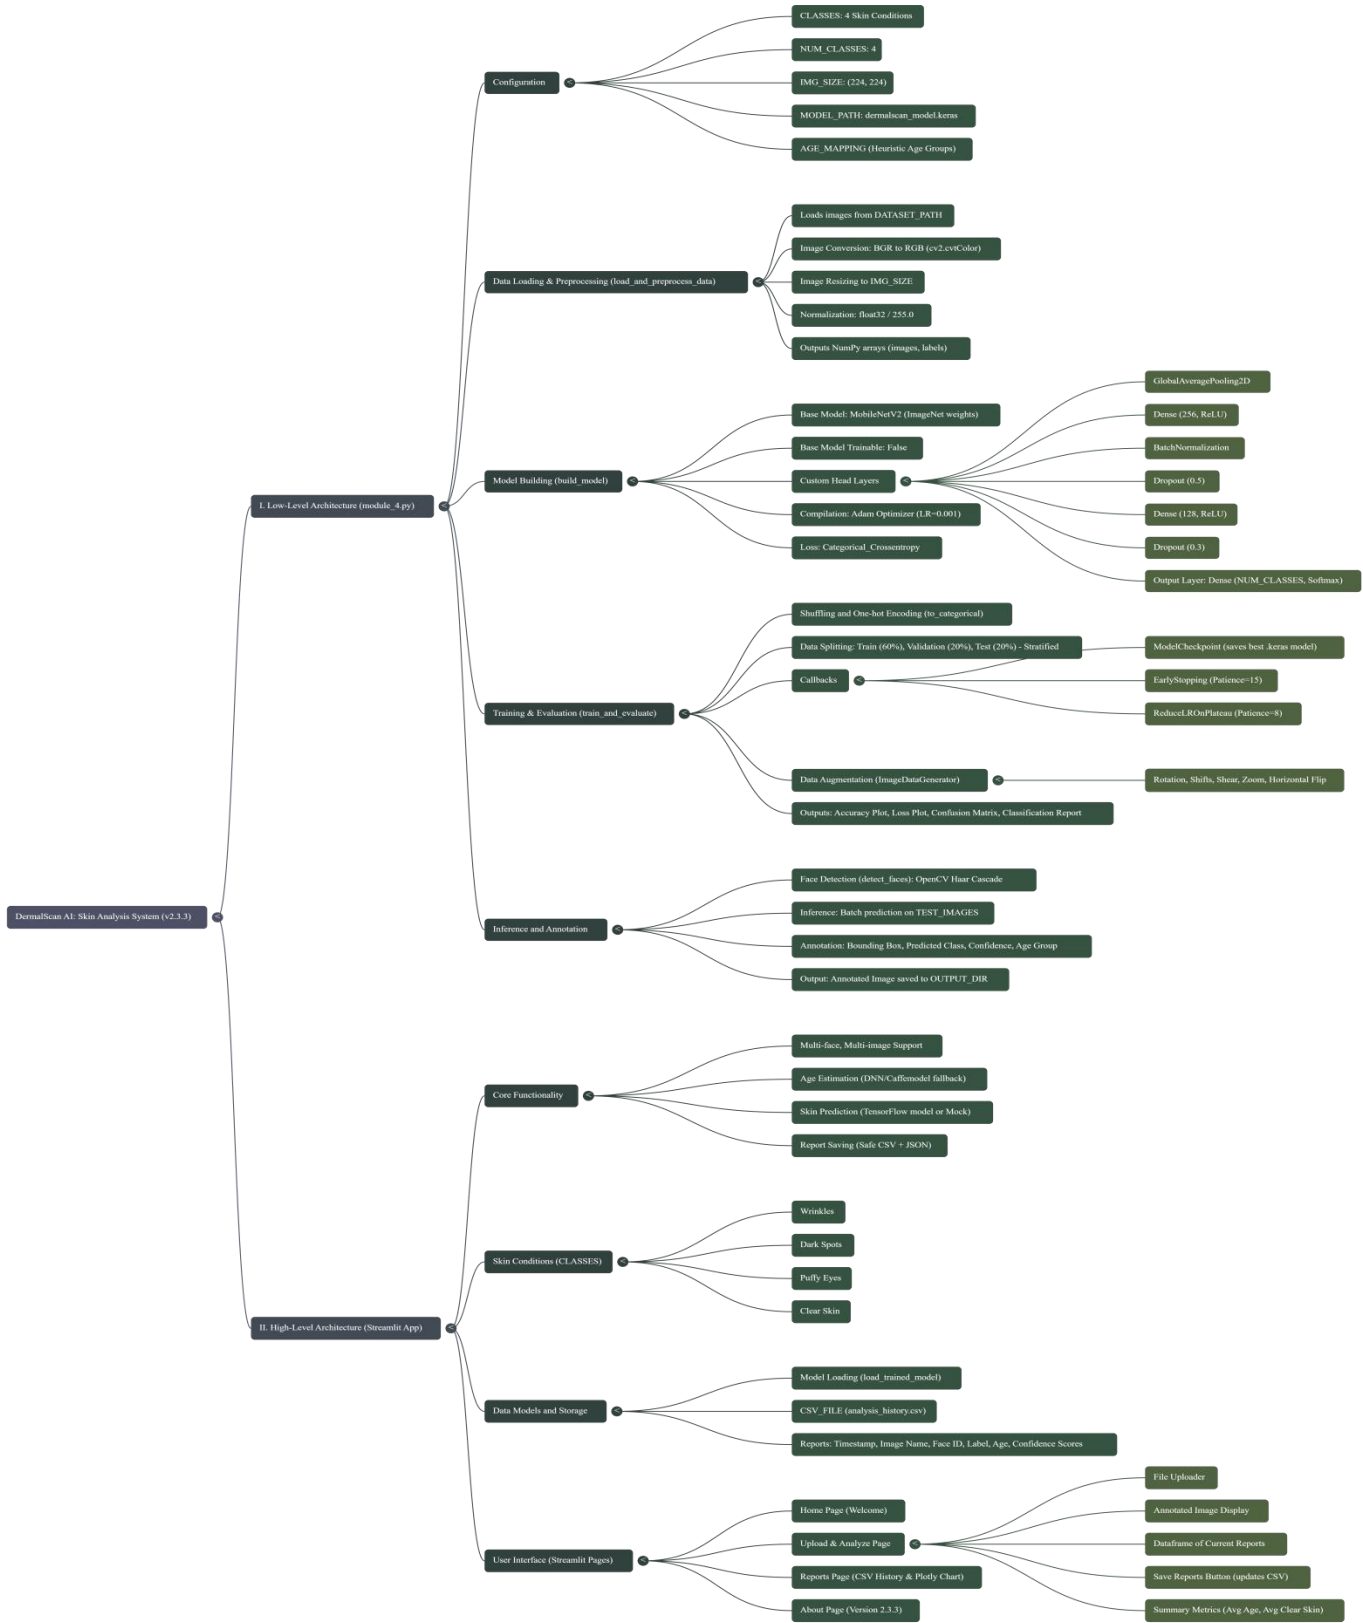 DermalScan AI: Skin Analysis System (v2.3.3)
I. Low-Level Architecture (module_4.py)
Configuration
CLASSES: 4 Skin Conditions
NUM_CLASSES: 4
IMG_SIZE: (224, 224)
MODEL_PATH: dermalscan_model.keras
AGE_MAPPING (Heuristic Age Groups)
Data Loading & Preprocessing (load_and_preprocess_data)
Loads images from DATASET_PATH
Image Conversion: BGR to RGB (cv2.cvtColor)
Image Resizing to IMG_SIZE
Normalization: float32 / 255.0
Outputs NumPy arrays (images, labels)
Model Building (build_model)
Base Model: MobileNetV2 (ImageNet weights)
Base Model Trainable: False
Custom Head Layers
GlobalAveragePooling2D
Dense (256, ReLU)
BatchNormalization
Dropout (0.5)
Dense (128, ReLU)
Dropout (0.3)
Output Layer: Dense (NUM_CLASSES, Softmax)
Compilation: Adam Optimizer (LR=0.001)
Loss: Categorical_Crossentropy
Training & Evaluation (train_and_evaluate)
Shuffling and One-hot Encoding (to_categorical)
Data Splitting: Train (60%), Validation (20%), Test (20%) - Stratified
Callbacks
ModelCheckpoint (saves best .keras model)
EarlyStopping (Patience=15)
ReduceLROnPlateau (Patience=8)
Data Augmentation (ImageDataGenerator)
Rotation, Shifts, Shear, Zoom, Horizontal Flip
Outputs: Accuracy Plot, Loss Plot, Confusion Matrix, Classification Report
Inference and Annotation
Face Detection (detect_faces): OpenCV Haar Cascade
Inference: Batch prediction on TEST_IMAGES
Annotation: Bounding Box, Predicted Class, Confidence, Age Group
Output: Annotated Image saved to OUTPUT_DIR
II. High-Level Architecture (Streamlit App)
Core Functionality
Multi-face, Multi-image Support
Age Estimation (DNN/Caffemodel fallback)
Skin Prediction (TensorFlow model or Mock)
Report Saving (Safe CSV + JSON)
Skin Conditions (CLASSES)
Wrinkles
Dark Spots
Puffy Eyes
Clear Skin
Data Models and Storage
Model Loading (load_trained_model)
CSV_FILE (analysis_history.csv)
Reports: Timestamp, Image Name, Face ID, Label, Age, Confidence Scores
User Interface (Streamlit Pages)
Home Page (Welcome)
Upload & Analyze Page
File Uploader
Annotated Image Display
Dataframe of Current Reports
Save Reports Button (updates CSV)
Summary Metrics (Avg Age, Avg Clear Skin)
Reports Page (CSV History & Plotly Chart)
About Page (Version 2.3.3)